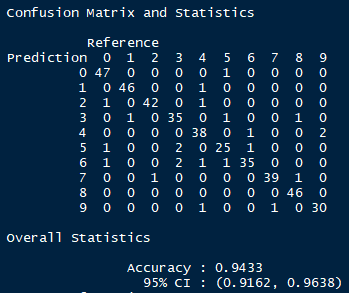 Confusion Matrix and Statistics
Reference
Prediction 0 1 2 3 4 5 6 7 8 9
0 47 0 0 0 0 1 0 0 0 0
1 0 46 0 0 1 0 0 0 0 0
2 1 0 42 0 1 0 0 0 0 0
3 0 1 0 35 0 1 0 0 1 0
4 0 0 0 0 38 0 1 0 0 2
5 1 0 0 2 0 25 1 0 0 0
6 1 0 0 2 1 1 35 0 0 0
7 0 0 1 0 0 0 0 39 1 0
8 0 0 0 0 0 0 0 0 46 0
9 0 0 0 0 1 0 0 1 0 30
Overall Statistics
Accuracy : 0.9433
95% CI : (0.9162, 0.9638)